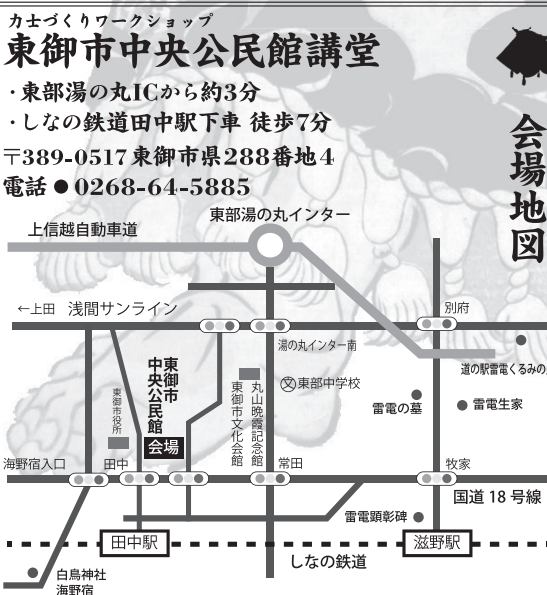 力士づくりワークショップ
東御市中央公民館講堂
・東部湯の丸ICから約3分
・しなの鉄道田中駅下車 徒歩7分
〒389-0517 東御市県288番地4
電話●0268-64-5885
会場地図
東部湯の丸インター
上信越自動車道
←上田 浅間サンライン
別府
湯の丸インター南
道の駅雷電くるみの
東御市
中央公民館
会場
東御市役所
丸山晩霞記念館
東御市文化会館
文 東部中学校
雷電の墓
雷電生家
海野宿入口
田中
常田
牧家
国道18号線
雷電顕彰碑
田中駅
滋野駅
しなの鉄道
白鳥神社
海野宿